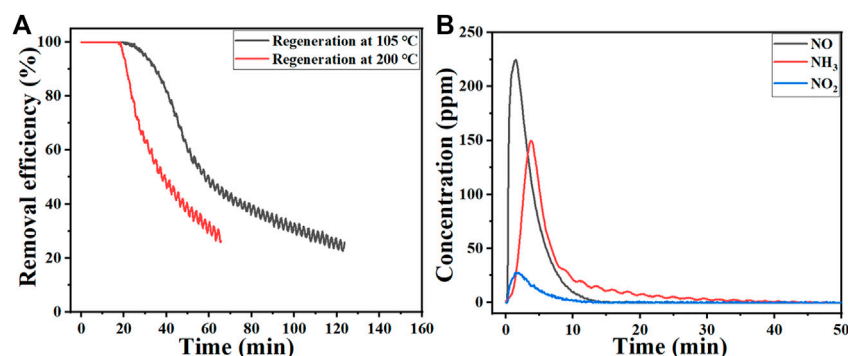 A
Removal efficiency (%)
100
80
60
40
20
0
Regeneration at 105 °C
Regeneration at 200 °C
0 20 40 60 80 100 120 140 160
Time (min)
B
Concentration (ppm)
250
200
150
100
50
0
NO
NH₃
NO₂
0 10 20 30 40 50
Time (min)